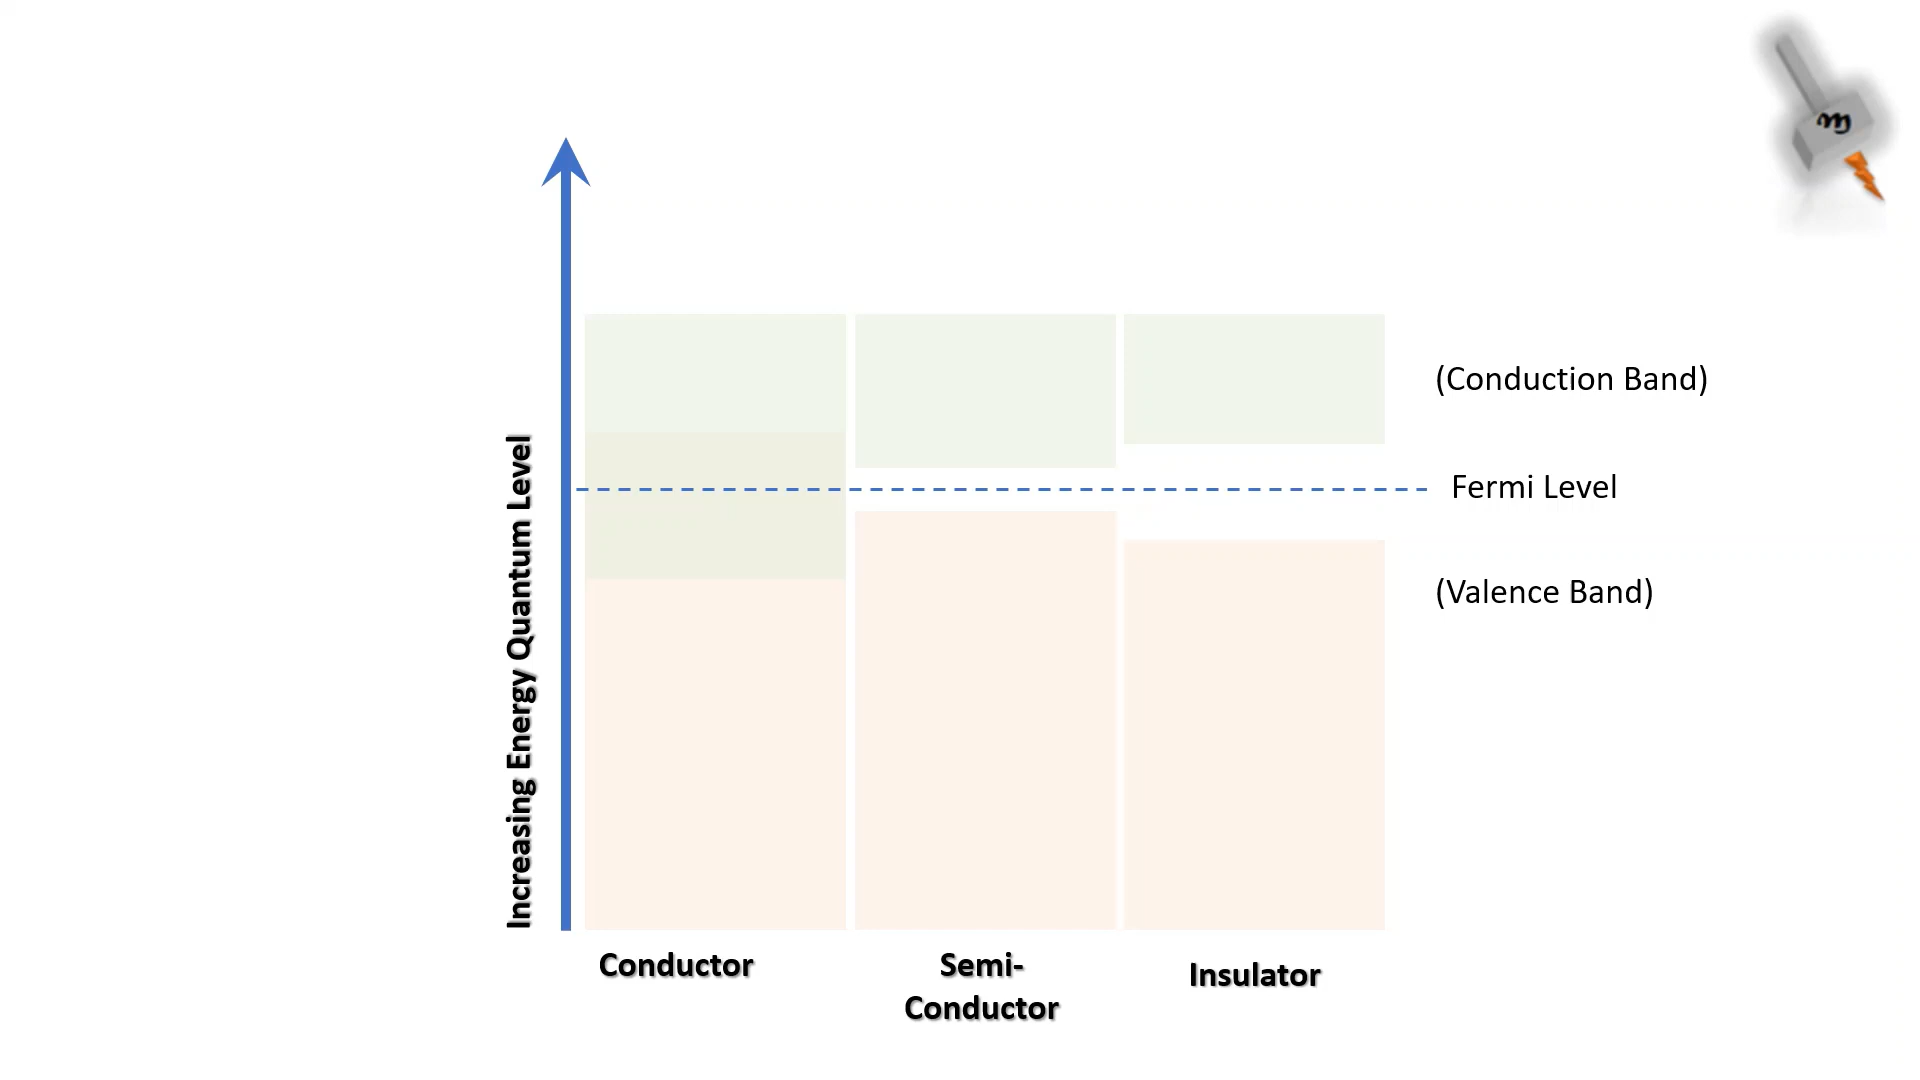 (Conduction Band)
Fermi Level
(Valence Band)
Increasing Energy Quantum Level
Conductor
Semi-
Conductor
Insulator